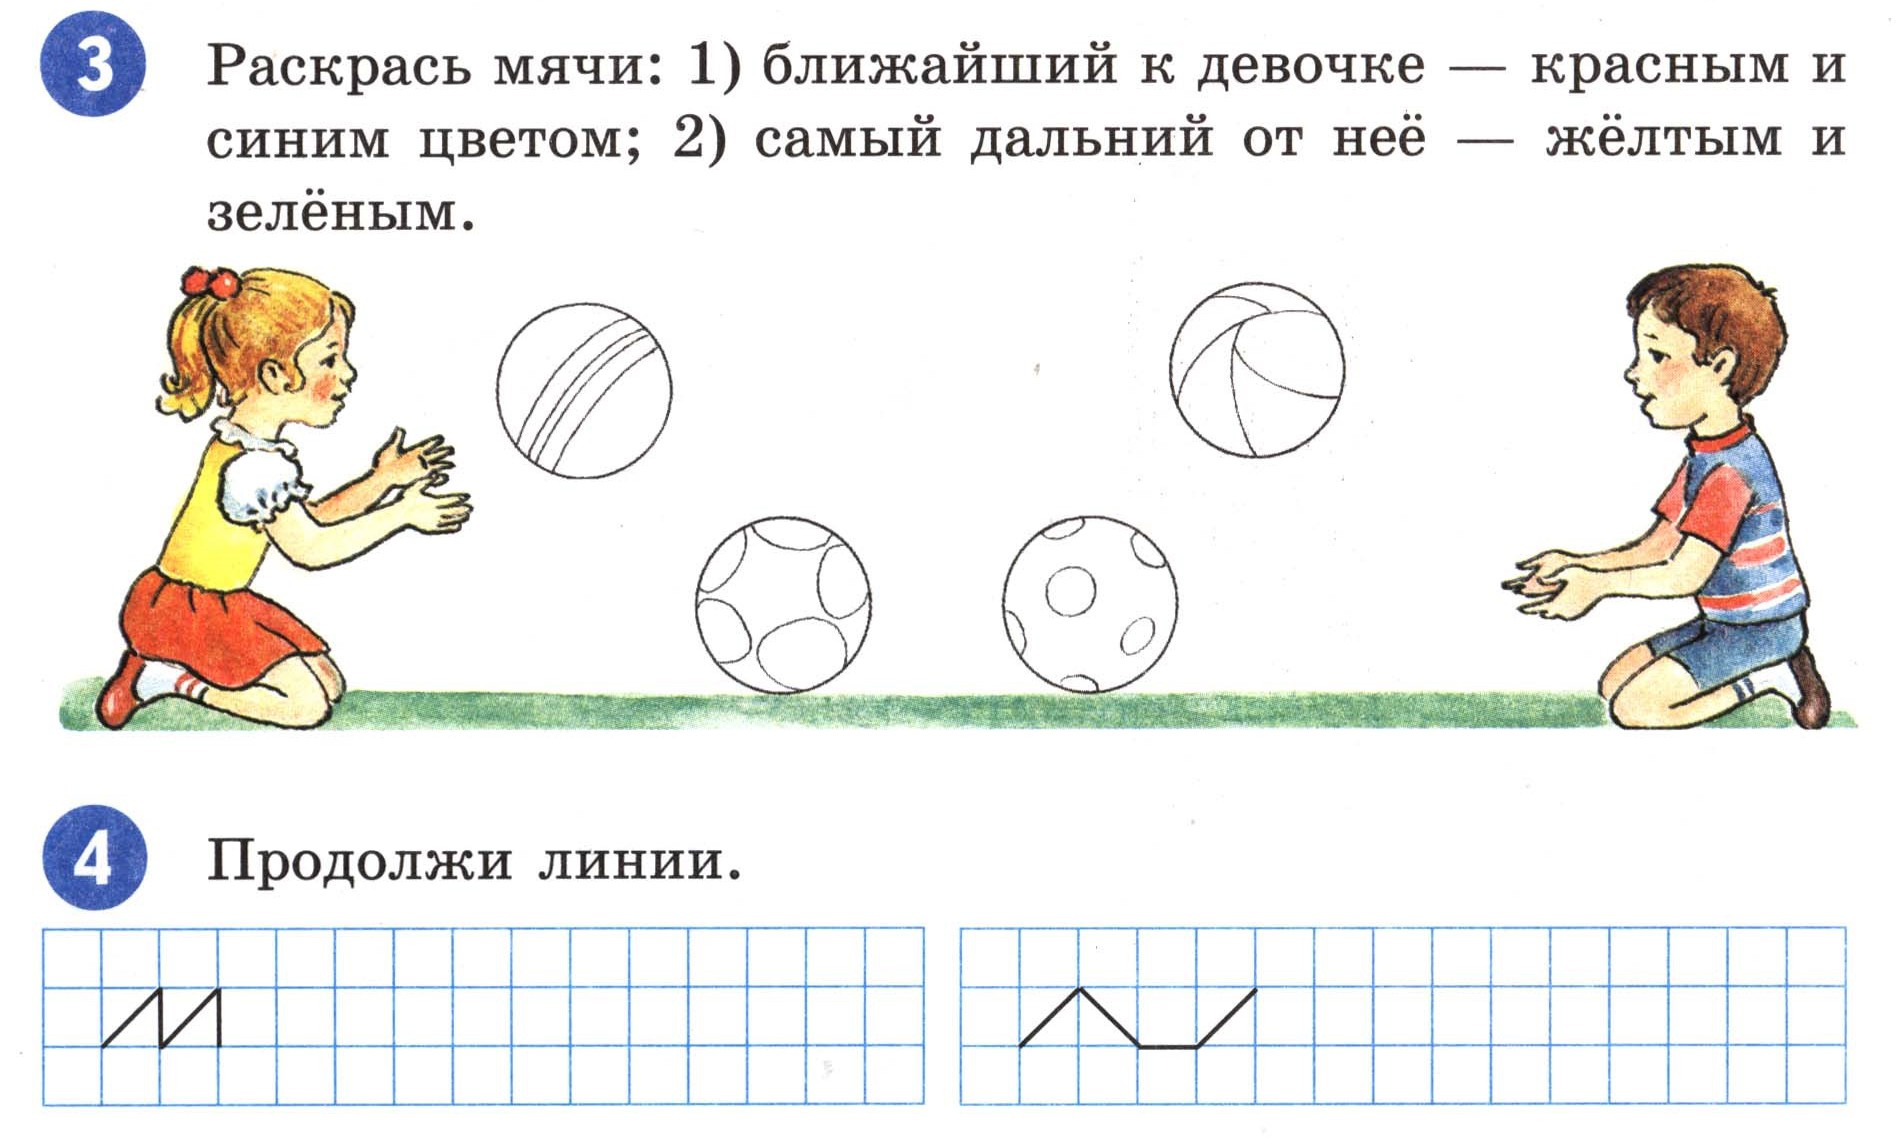 3 Раскрась мячи: 1) ближайший к девочке — красным и
синим цветом; 2) самый дальний от неё — жёлтым и
зелёным.
4 Продолжи линии.